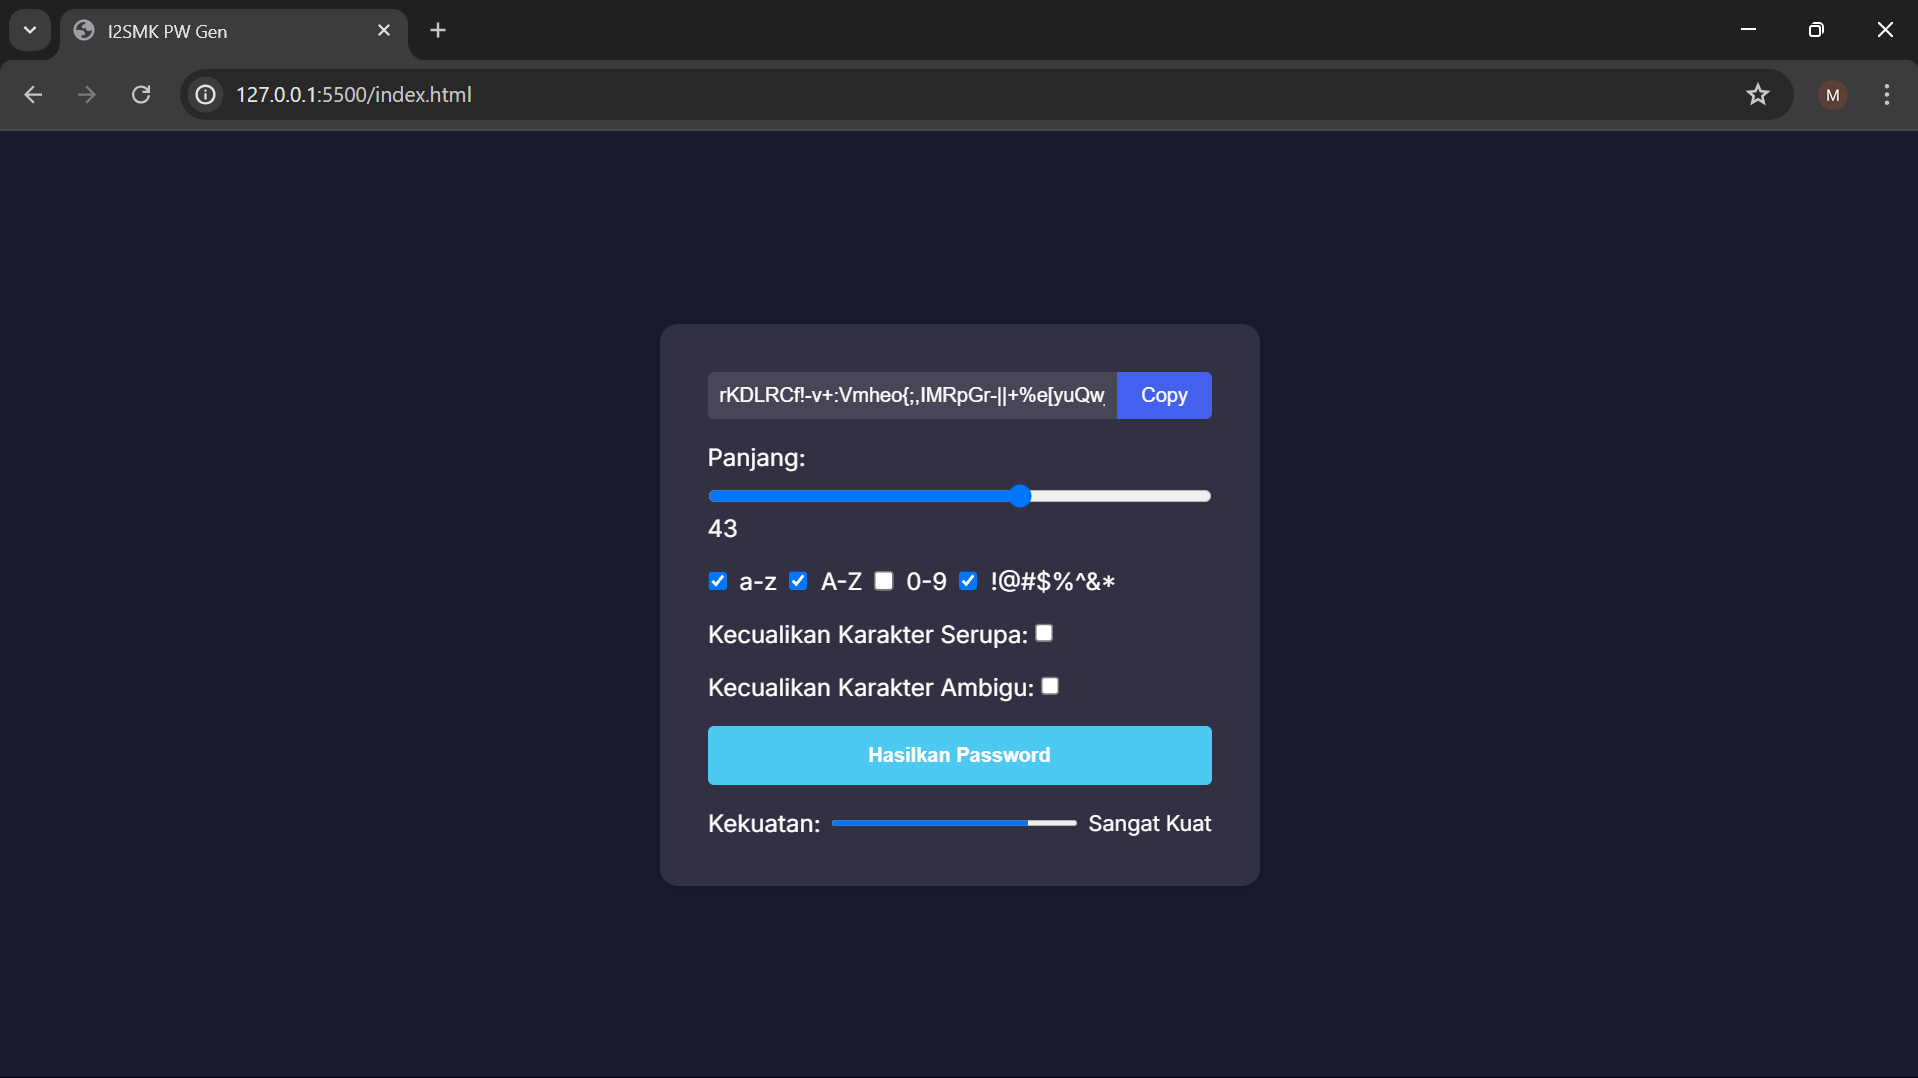 I2SMK PW Gen
127.0.0.1:5500/index.html
M
rKDLRCf!-v+:Vmheo{;,IMRpGr-||+%e[yuQw
Copy
Panjang:
43
a-z A-Z 0-9 !@#$%^&*
Kecualikan Karakter Serupa:
Kecualikan Karakter Ambigu:
Hasilkan Password
Kekuatan: Sangat Kuat